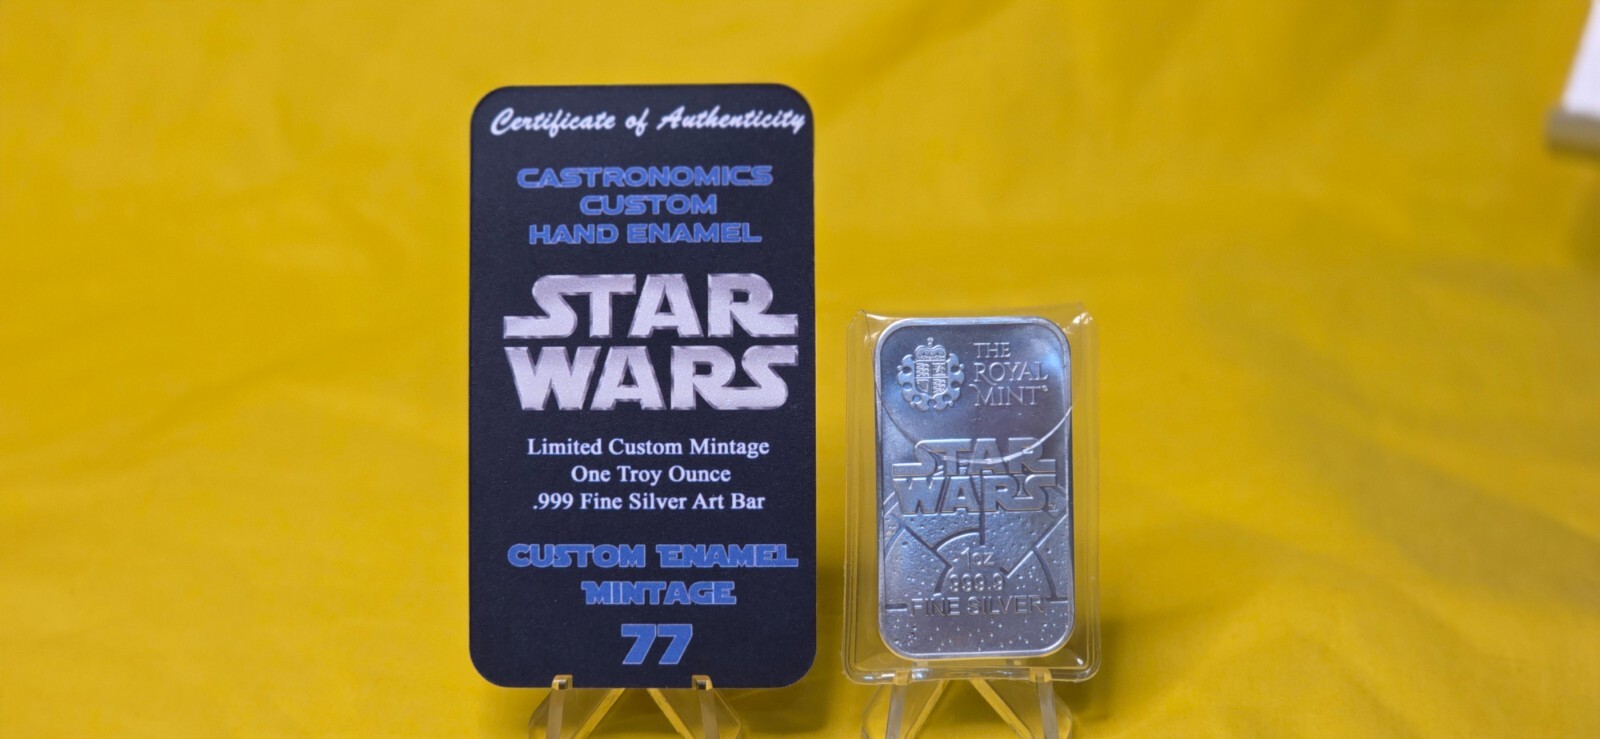 Certificate of Authenticity
CASTRONOMICS
CUSTOM
HAND ENAMEL
STAR
WARS
Limited Custom Mintage
One Troy Ounce
.999 Fine Silver Art Bar
CUSTOM ENAMEL
MINTAGE
77
THE
ROYAL
MINT®
STAR
WARS
1oz
999.9
FINE SILVER